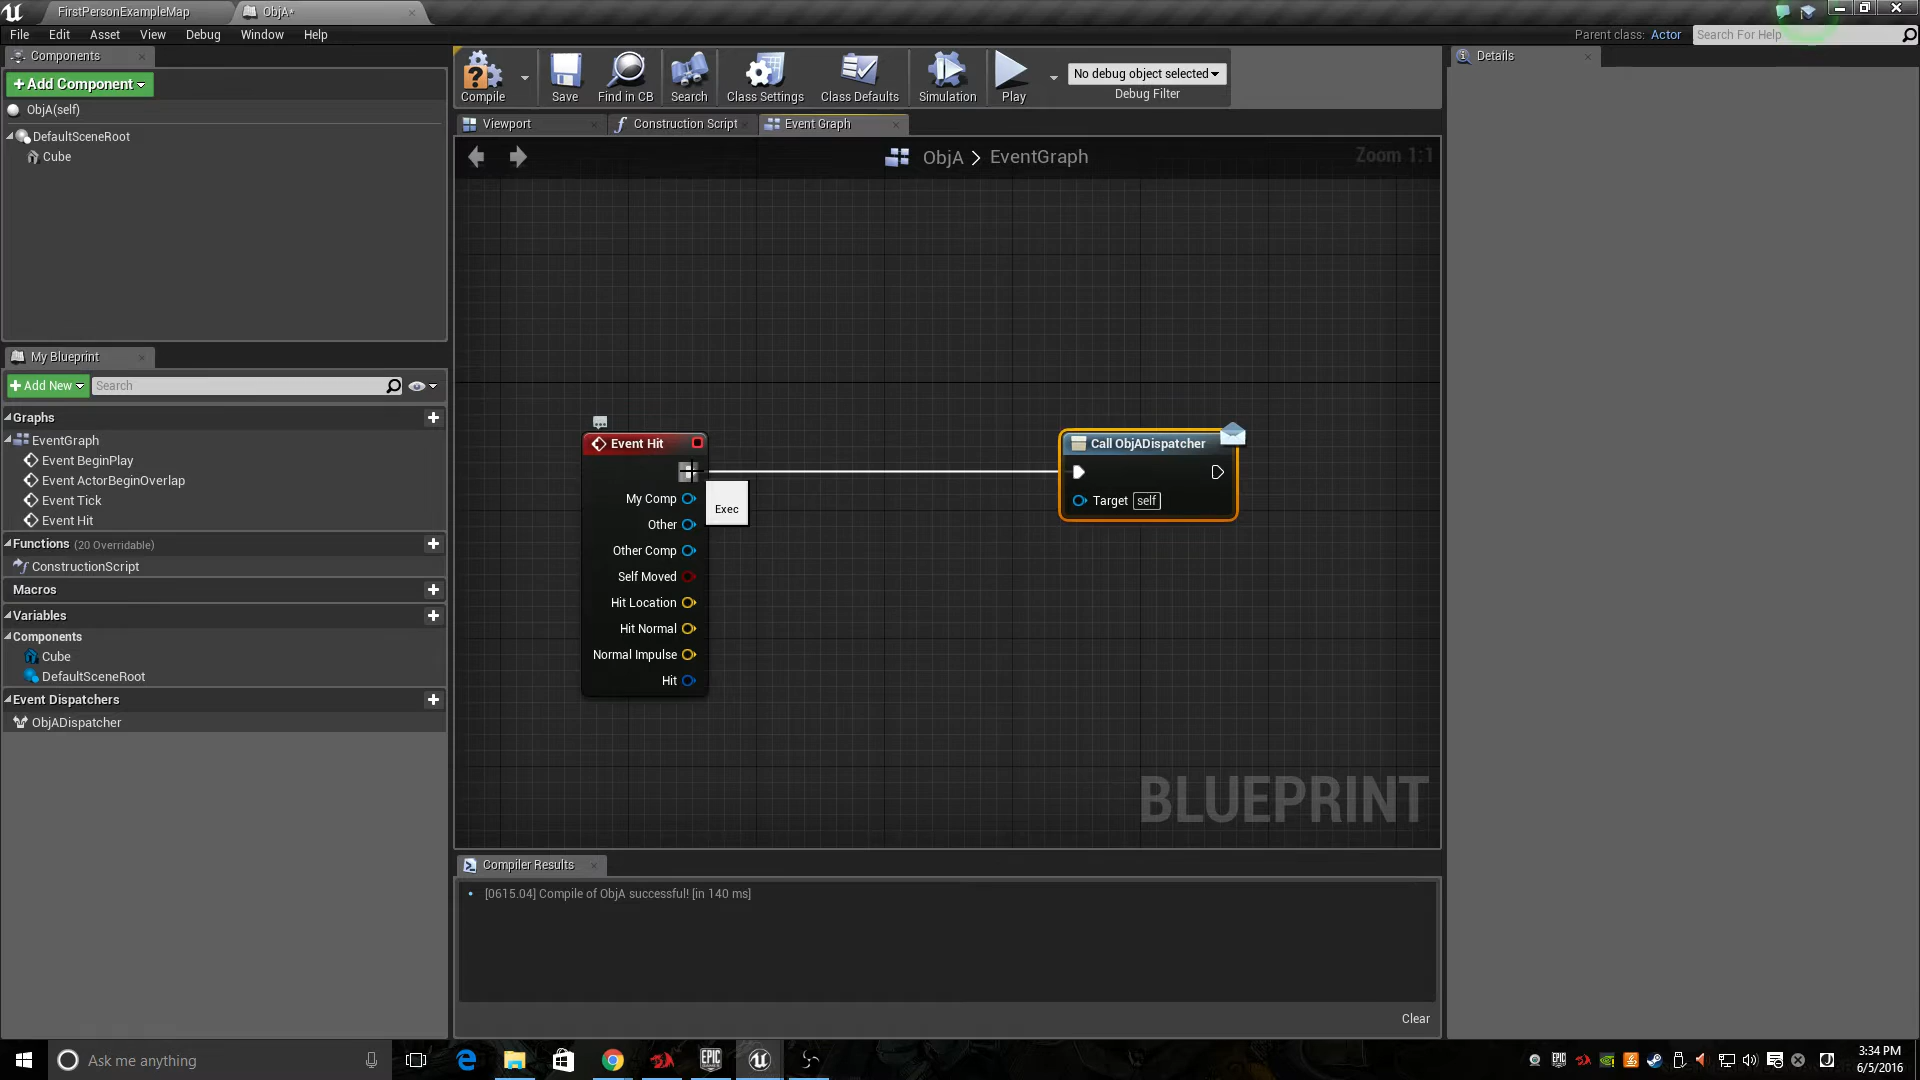 FirstPersonExampleMap
ObjA*
File Edit Asset View Debug Window Help
Parent class: Actor
Search For Help
Components
+Add Component
ObjA(self)
DefaultSceneRoot
Cube
My Blueprint
+Add New
Search
Graphs
EventGraph
Event BeginPlay
Event ActorBeginOverlap
Event Tick
Event Hit
Functions (20 Overridable)
ConstructionScript
Macros
Variables
Components
Cube
DefaultSceneRoot
Event Dispatchers
ObjADispatcher
Compile
Save
Find in CB
Search
Class Settings
Class Defaults
Simulation
Play
No debug object selected
Debug Filter
Viewport
Construction Script
Event Graph
ObjA > EventGraph
Zoom 1:1
Event Hit
My Comp
Other
Other Comp
Self Moved
Hit Location
Hit Normal
Normal Impulse
Hit
Exec
Call ObjADispatcher
Target self
BLUEPRINT
Compiler Results
[0615.04] Compile of ObjA successful! [in 140 ms]
Clear
Details
Ask me anything
EPIC GAMES
3:34 PM
6/5/2016